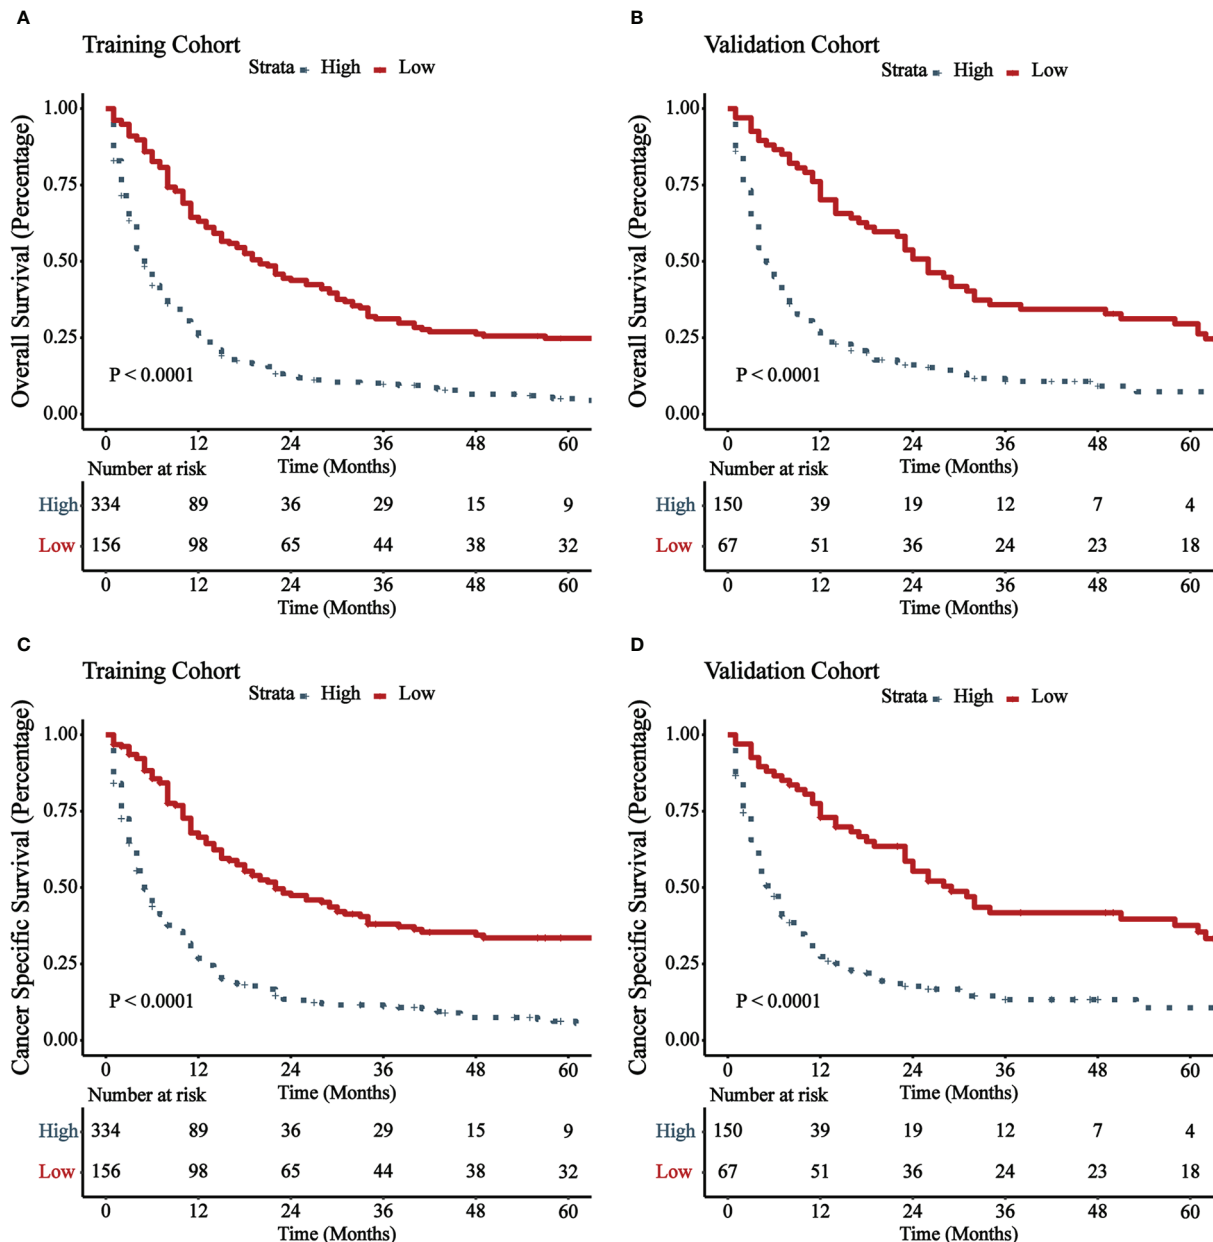 A
Training Cohort
Strata High Low
Overall Survival (Percentage)
1.00
0.75
0.50
0.25
0.00
P < 0.0001
0 12 24 36 48 60
Time (Months)
Number at risk
High 334 89 36 29 15 9
Low 156 98 65 44 38 32
0 12 24 36 48 60
Time (Months)
B
Validation Cohort
Strata High Low
Overall Survival (Percentage)
1.00
0.75
0.50
0.25
0.00
P < 0.0001
0 12 24 36 48 60
Time (Months)
Number at risk
High 150 39 19 12 7 4
Low 67 51 36 24 23 18
0 12 24 36 48 60
Time (Months)
C
Training Cohort
Strata High Low
Cancer Specific Survival (Percentage)
1.00
0.75
0.50
0.25
0.00
P < 0.0001
0 12 24 36 48 60
Time (Months)
Number at risk
High 334 89 36 29 15 9
Low 156 98 65 44 38 32
0 12 24 36 48 60
Time (Months)
D
Validation Cohort
Strata High Low
Cancer Specific Survival (Percentage)
1.00
0.75
0.50
0.25
0.00
P < 0.0001
0 12 24 36 48 60
Time (Months)
Number at risk
High 150 39 19 12 7 4
Low 67 51 36 24 23 18
0 12 24 36 48 60
Time (Months)